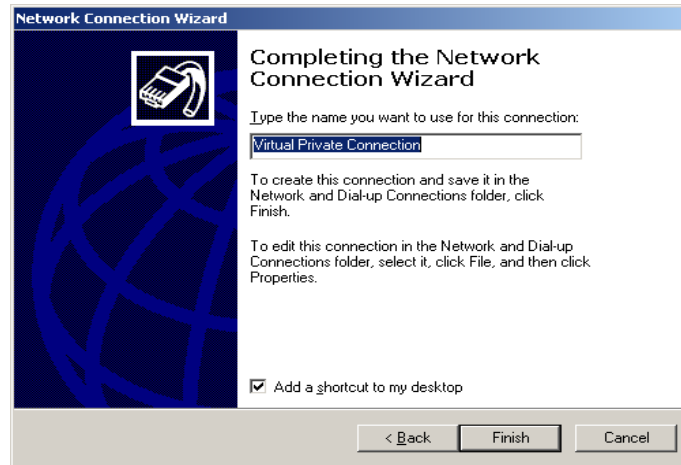 Network Connection Wizard
Completing the Network
Connection Wizard
Type the name you want to use for this connection:
Virtual Private Connection
To create this connection and save it in the
Network and Dial-up Connections folder, click
Finish.
To edit this connection in the Network and Dial-up
Connections folder, select it, click File, and then click
Properties.
Add a shortcut to my desktop
< Back Finish Cancel